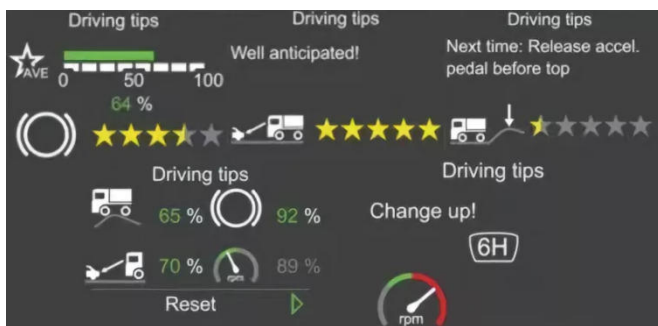 Driving tips
AVE
0 50 100
64 %
Driving tips
Well anticipated!
Driving tips
Next time: Release accel.
pedal before top
Driving tips
65 %
92 %
70 %
rpm
89 %
Reset
Driving tips
Change up!
6H
rpm